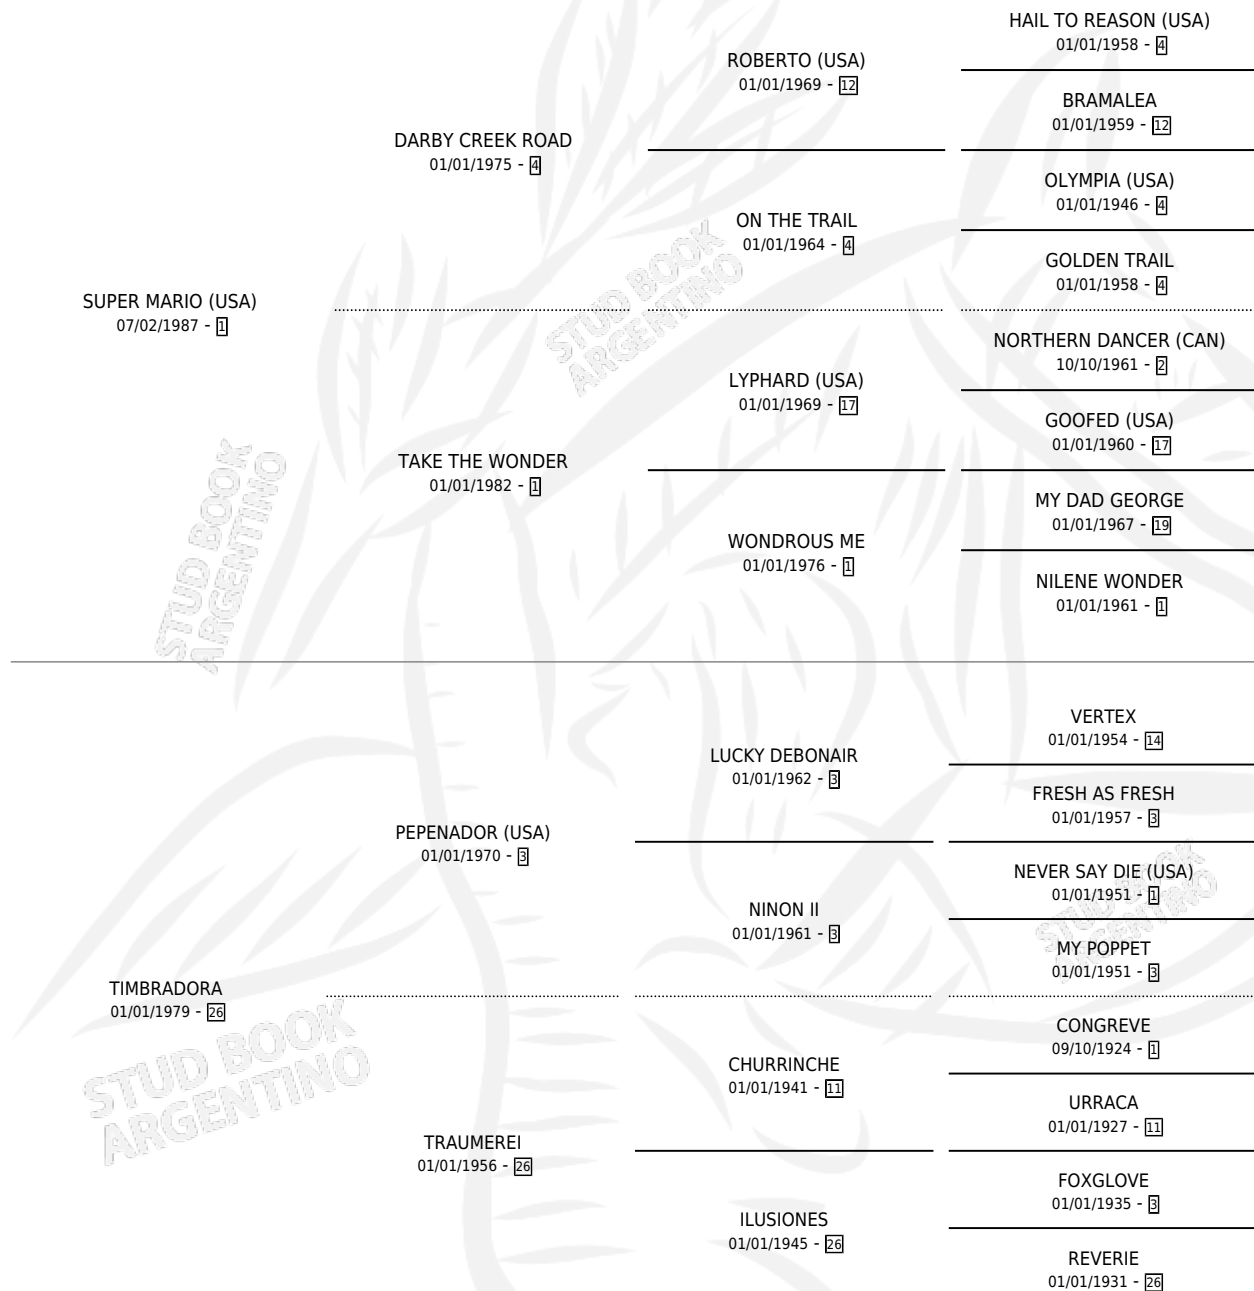 HAIL TO REASON (USA)
01/01/1958 - 4
ROBERTO (USA)
01/01/1969 - 12
BRAMALEA
01/01/1959 - 12
DARBY CREEK ROAD
01/01/1975 - 4
OLYMPIA (USA)
01/01/1946 - 4
ON THE TRAIL
01/01/1964 - 4
GOLDEN TRAIL
01/01/1958 - 4
SUPER MARIO (USA)
07/02/1987 - 1
NORTHERN DANCER (CAN)
10/10/1961 - 2
LYPHARD (USA)
01/01/1969 - 17
GOOFED (USA)
01/01/1960 - 17
TAKE THE WONDER
01/01/1982 - 1
MY DAD GEORGE
01/01/1967 - 19
WONDROUS ME
01/01/1976 - 1
NILENE WONDER
01/01/1961 - 1
VERTEX
01/01/1954 - 14
LUCKY DEBONAIR
01/01/1962 - 3
FRESH AS FRESH
01/01/1957 - 3
PEPENADOR (USA)
01/01/1970 - 3
NEVER SAY DIE (USA)
01/01/1951 - 1
NINON II
01/01/1961 - 3
MY POPPET
01/01/1951 - 3
TIMBRADORA
01/01/1979 - 26
CONGREVE
09/10/1924 - 1
CHURRINCHE
01/01/1941 - 11
URRACA
01/01/1927 - 11
TRAUMEREI
01/01/1956 - 26
FOXGLOVE
01/01/1935 - 3
ILUSIONES
01/01/1945 - 26
REVERIE
01/01/1931 - 26
STUD BOOK
ARGENTINO
STUD BOOK
ARGENTINO
STUD BOOK
ARGENTINO
STUD BOOK
ARGENTINO